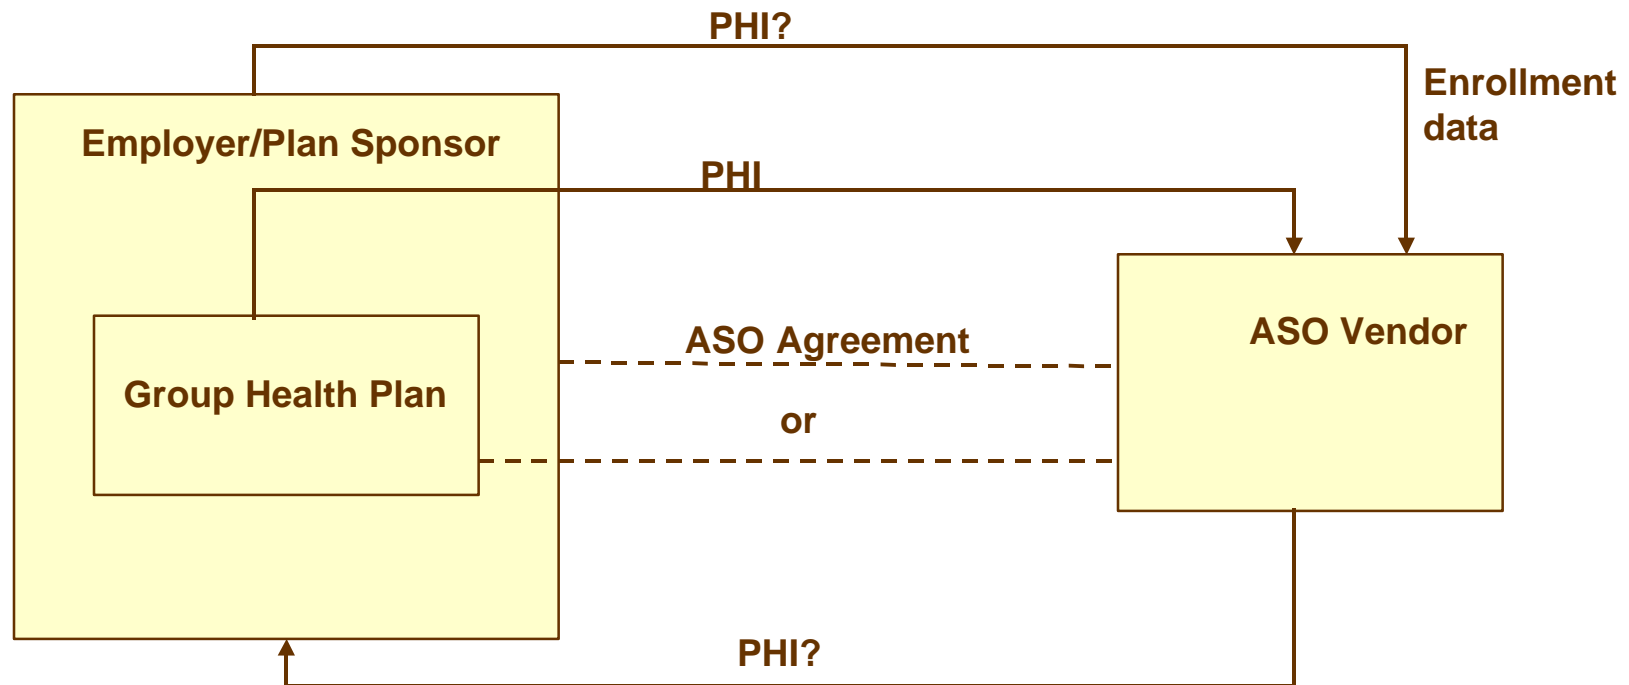 PHI?
Enrollment
data
Employer/Plan Sponsor
PHI
ASO Agreement
ASO Vendor
Group Health Plan
or
PHI?